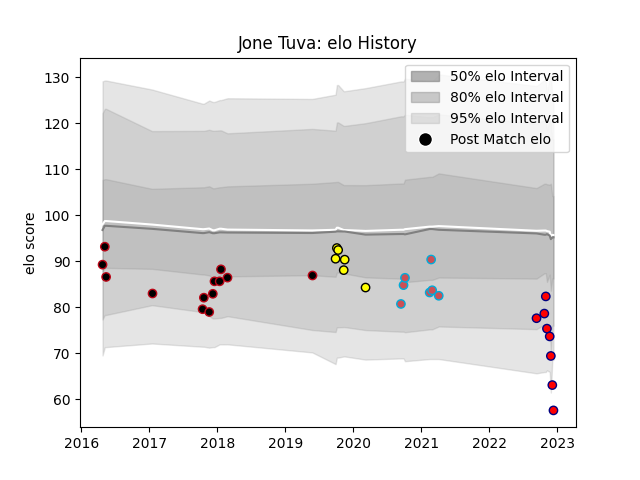 Jone Tuva: elo History
50% elo Interval
80% elo Interval
95% elo Interval
Post Match elo
elo score
130
120
110
100
90
80
70
60
2016 2017 2018 2019 2020 2021 2022 2023